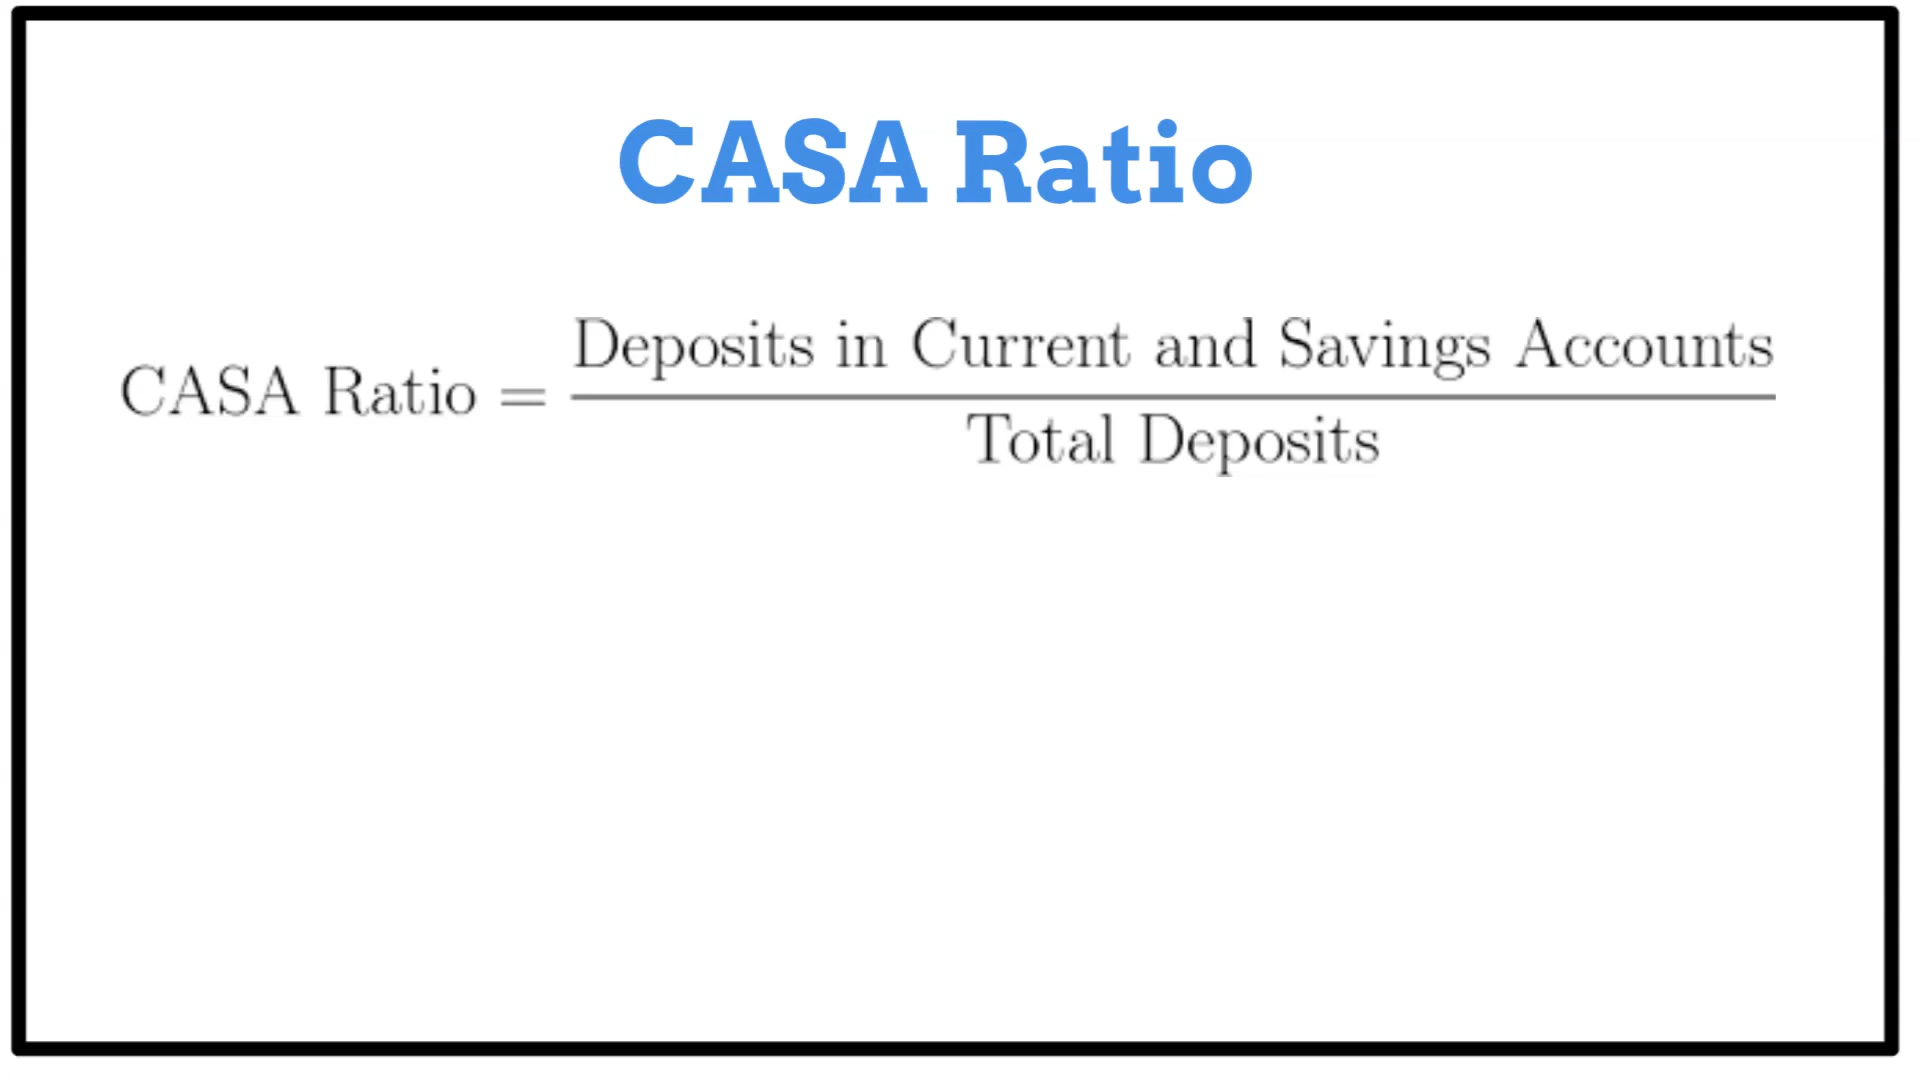 CASA Ratio
CASA Ratio = Deposits in Current and Savings Accounts
Total Deposits